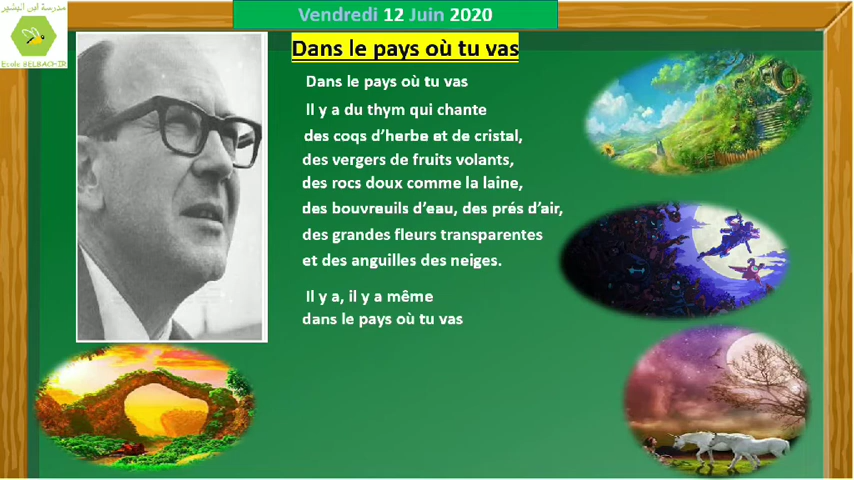 مدرسة ابن البشير
Ecole BELBACHIR
Vendredi 12 Juin 2020
Dans le pays où tu vas
Dans le pays où tu vas
Il y a du thym qui chante
des coqs d’herbe et de cristal,
des vergers de fruits volants,
des rocs doux comme la laine,
des bouvreuils d’eau, des prés d’air,
des grandes fleurs transparentes
et des anguilles des neiges.
Il y a, il y a même
dans le pays où tu vas